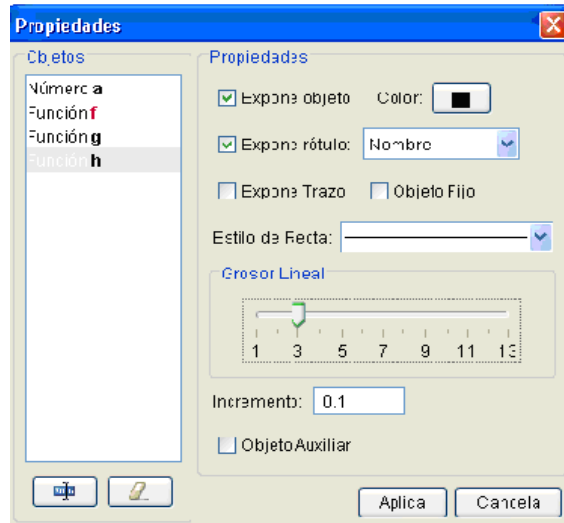 Propiedades
Objetos
Número a
Función f
Función g
Función h
Propiedades
Expone objeto Color:
Expone rótulo: Nombre
Expone Trazo Objeto Fijo
Estilo de Recta:
Grosor Lineal
1 3 5 7 9 11 13
Incremento: 0.1
Objeto Auxiliar
Aplica Cancela